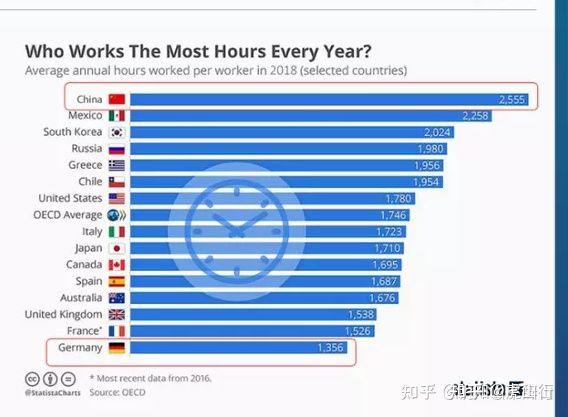 Who Works The Most Hours Every Year?
Average annual hours worked per worker in 2018 (selected countries)
China 2,555
Mexico 2,258
South Korea 2,024
Russia 1,980
Greece 1,956
Chile 1,954
United States 1,780
OECD Average 1,746
Italy 1,723
Japan 1,710
Canada 1,695
Spain 1,687
Australia 1,676
United Kingdom 1,538
France* 1,526
Germany 1,356
* Most recent data from 2016.
@StatistaCharts Source: OECD
知乎